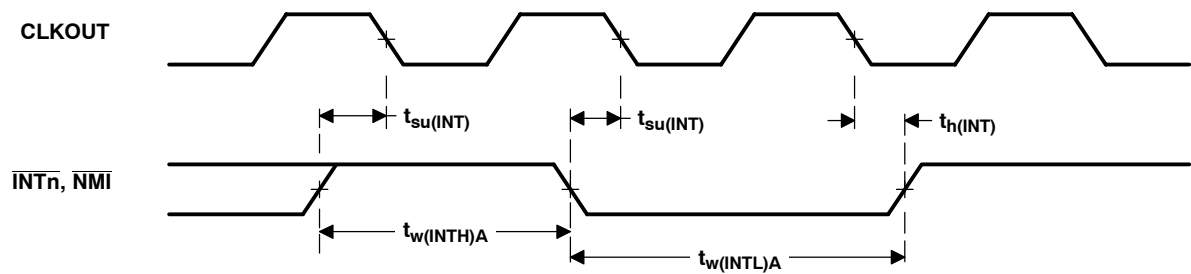 CLKOUT
tsu(INT)
tsu(INT)
th(INT)
INTn, NMI
tw(INTH)A
tw(INTL)A